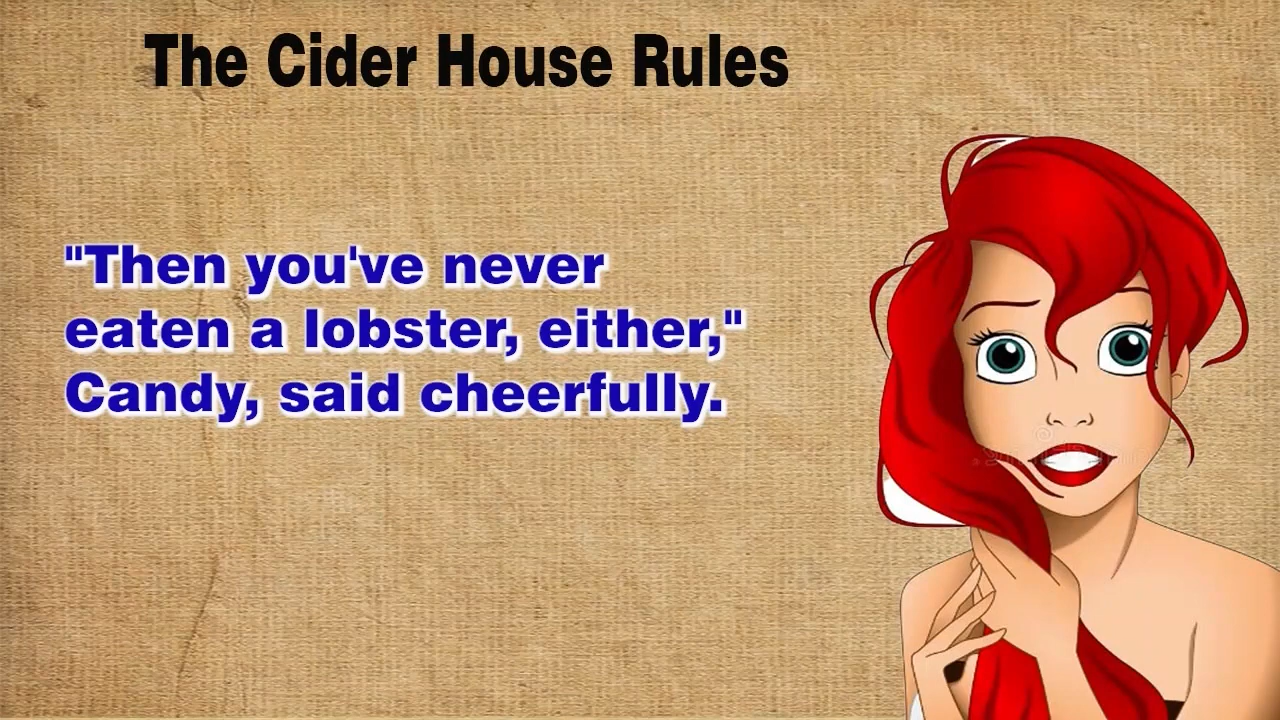 The Cider House Rules
"Then you've never
eaten a lobster, either,"
Candy, said cheerfully.